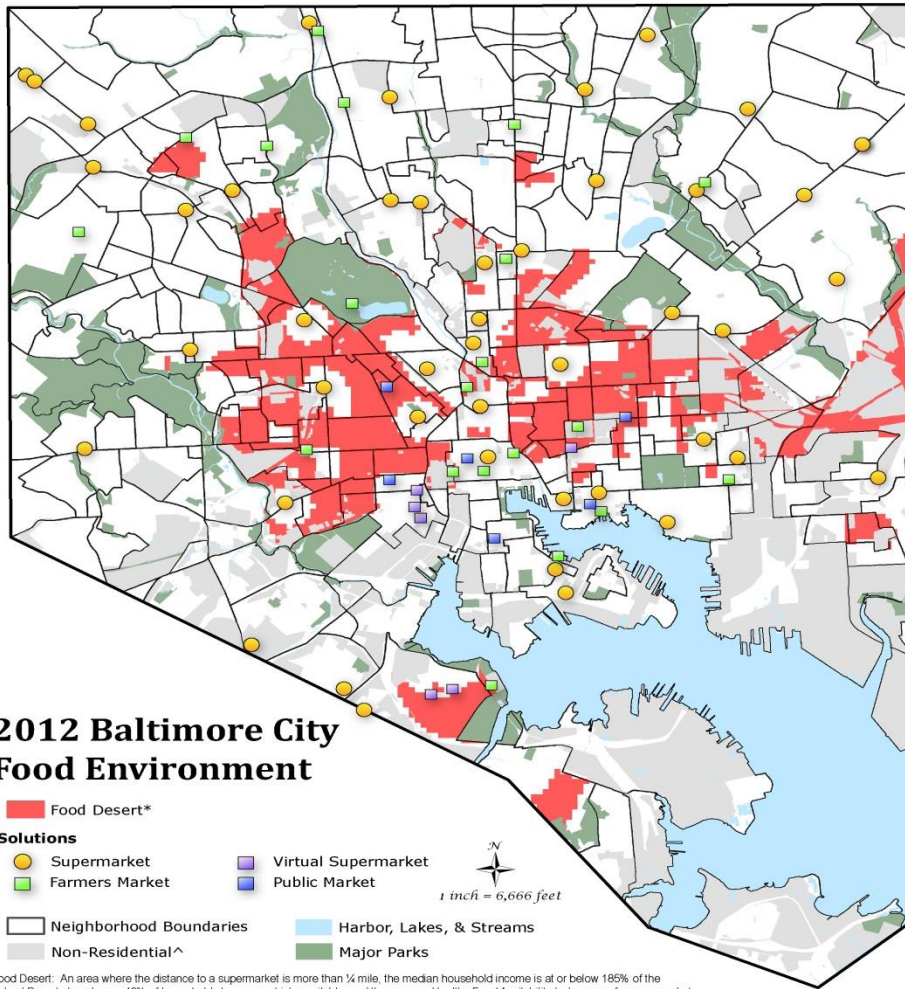 2012 Baltimore City
Food Environment
Food Desert*
Solutions
Supermarket
Farmers Market
Virtual Supermarket
Public Market
N
1 inch = 6,666 feet
Neighborhood Boundaries
Non-Residential^
Harbor, Lakes, & Streams
Major Parks
ood Desert: An area where the distance to a supermarket is more than ¼ mile, the median household income is at or below 185% of the